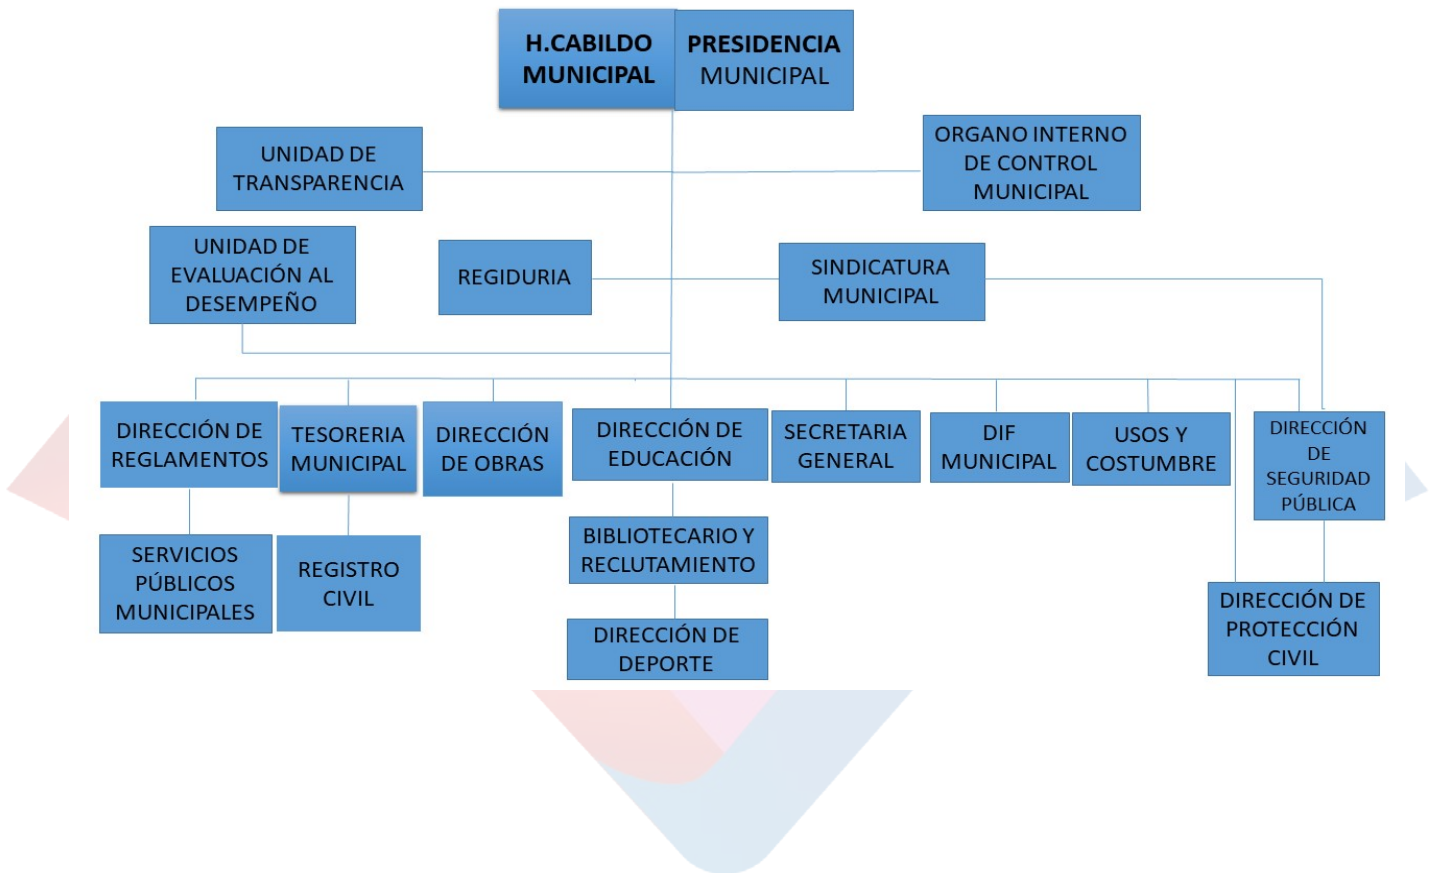 H.CABILDO
MUNICIPAL
PRESIDENCIA
MUNICIPAL
UNIDAD DE
TRANSPARENCIA
ORGANO INTERNO
DE CONTROL
MUNICIPAL
UNIDAD DE
EVALUACIÓN AL
DESEMPEÑO
REGIDURIA
SINDICATURA
MUNICIPAL
DIRECCIÓN DE
REGLAMENTOS
TESORERIA
MUNICIPAL
DIRECCIÓN
DE OBRAS
DIRECCIÓN DE
EDUCACIÓN
SECRETARIA
GENERAL
DIF
MUNICIPAL
USOS Y
COSTUMBRE
DIRECCIÓN
DE
SEGURIDAD
PÚBLICA
SERVICIOS
PÚBLICOS
MUNICIPALES
REGISTRO
CIVIL
BIBLIOTECARIO Y
RECLUTAMIENTO
DIRECCIÓN DE
DEPORTE
DIRECCIÓN DE
PROTECCIÓN
CIVIL